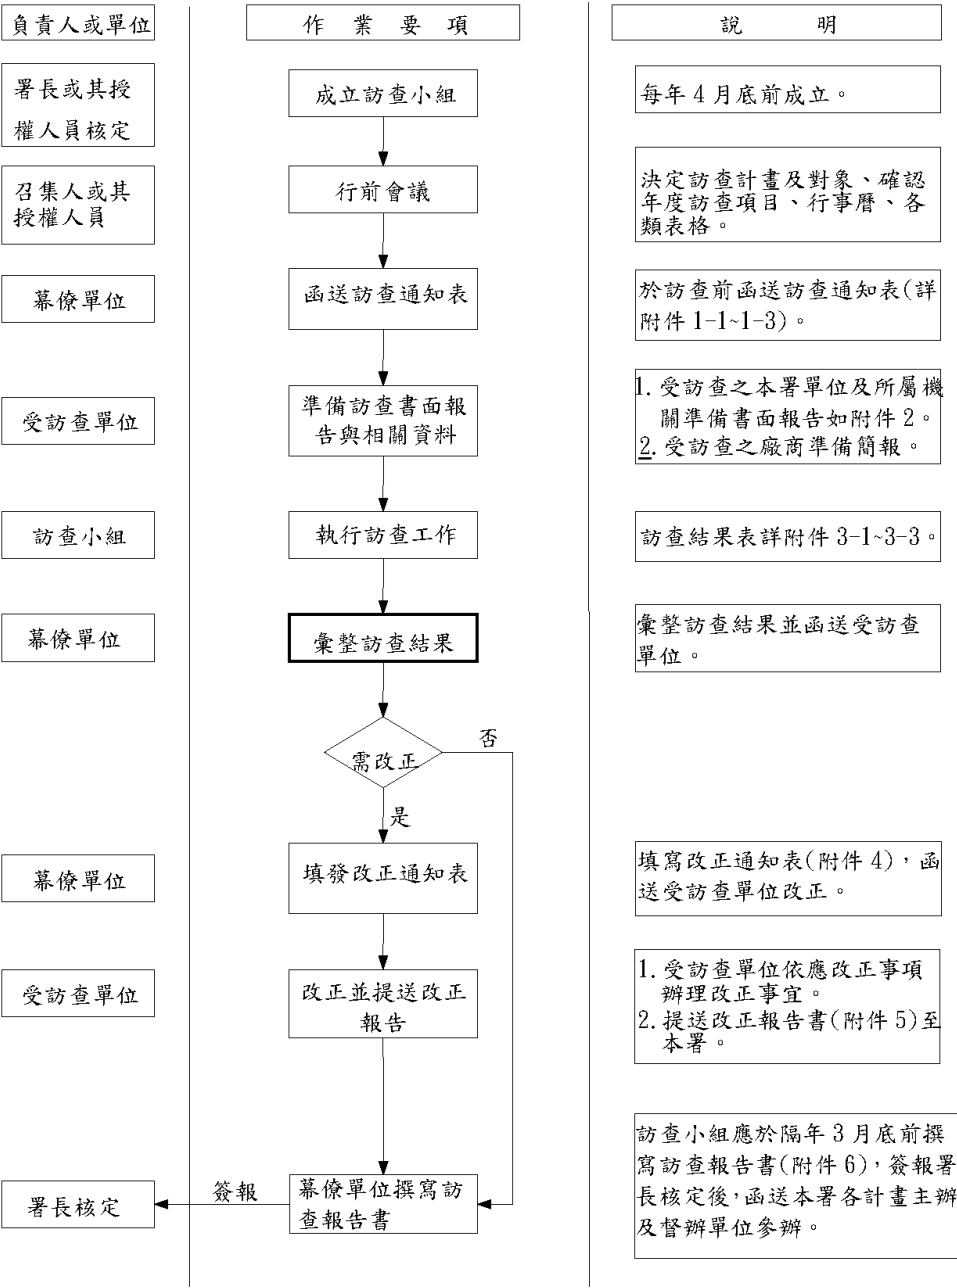 負責人或單位
作業要項
說明
署長或其授
權人員核定
成立訪查小組
每年4月底前成立。
召集人或其
授權人員
行前會議
決定訪查計畫及對象、確認
年度訪查項目、行事曆、各
類表格。
幕僚單位
函送訪查通知表
於訪查前函送訪查通知表(詳
附件1-1~1-3)。
受訪查單位
準備訪查書面報
告與相關資料
1.受訪查之本署單位及所屬機
關準備書面報告如附件2。
2.受訪查之廠商準備簡報。
訪查小組
執行訪查工作
訪查結果表詳附件3-1~3-3。
幕僚單位
彙整訪查結果
彙整訪查結果並函送受訪查
單位。
需改正
否
是
幕僚單位
填發改正通知表
填寫改正通知表(附件4)，函
送受訪查單位改正。
受訪查單位
改正並提送改正
報告
1.受訪查單位依應改正事項
辦理改正事宜。
2.提送改正報告書(附件5)至
本署。
署長核定
簽報
幕僚單位撰寫訪
查報告書
訪查小組應於隔年3月底前撰
寫訪查報告書(附件6)，簽報署
長核定後，函送本署各計畫主辦
及督辦單位參辦。